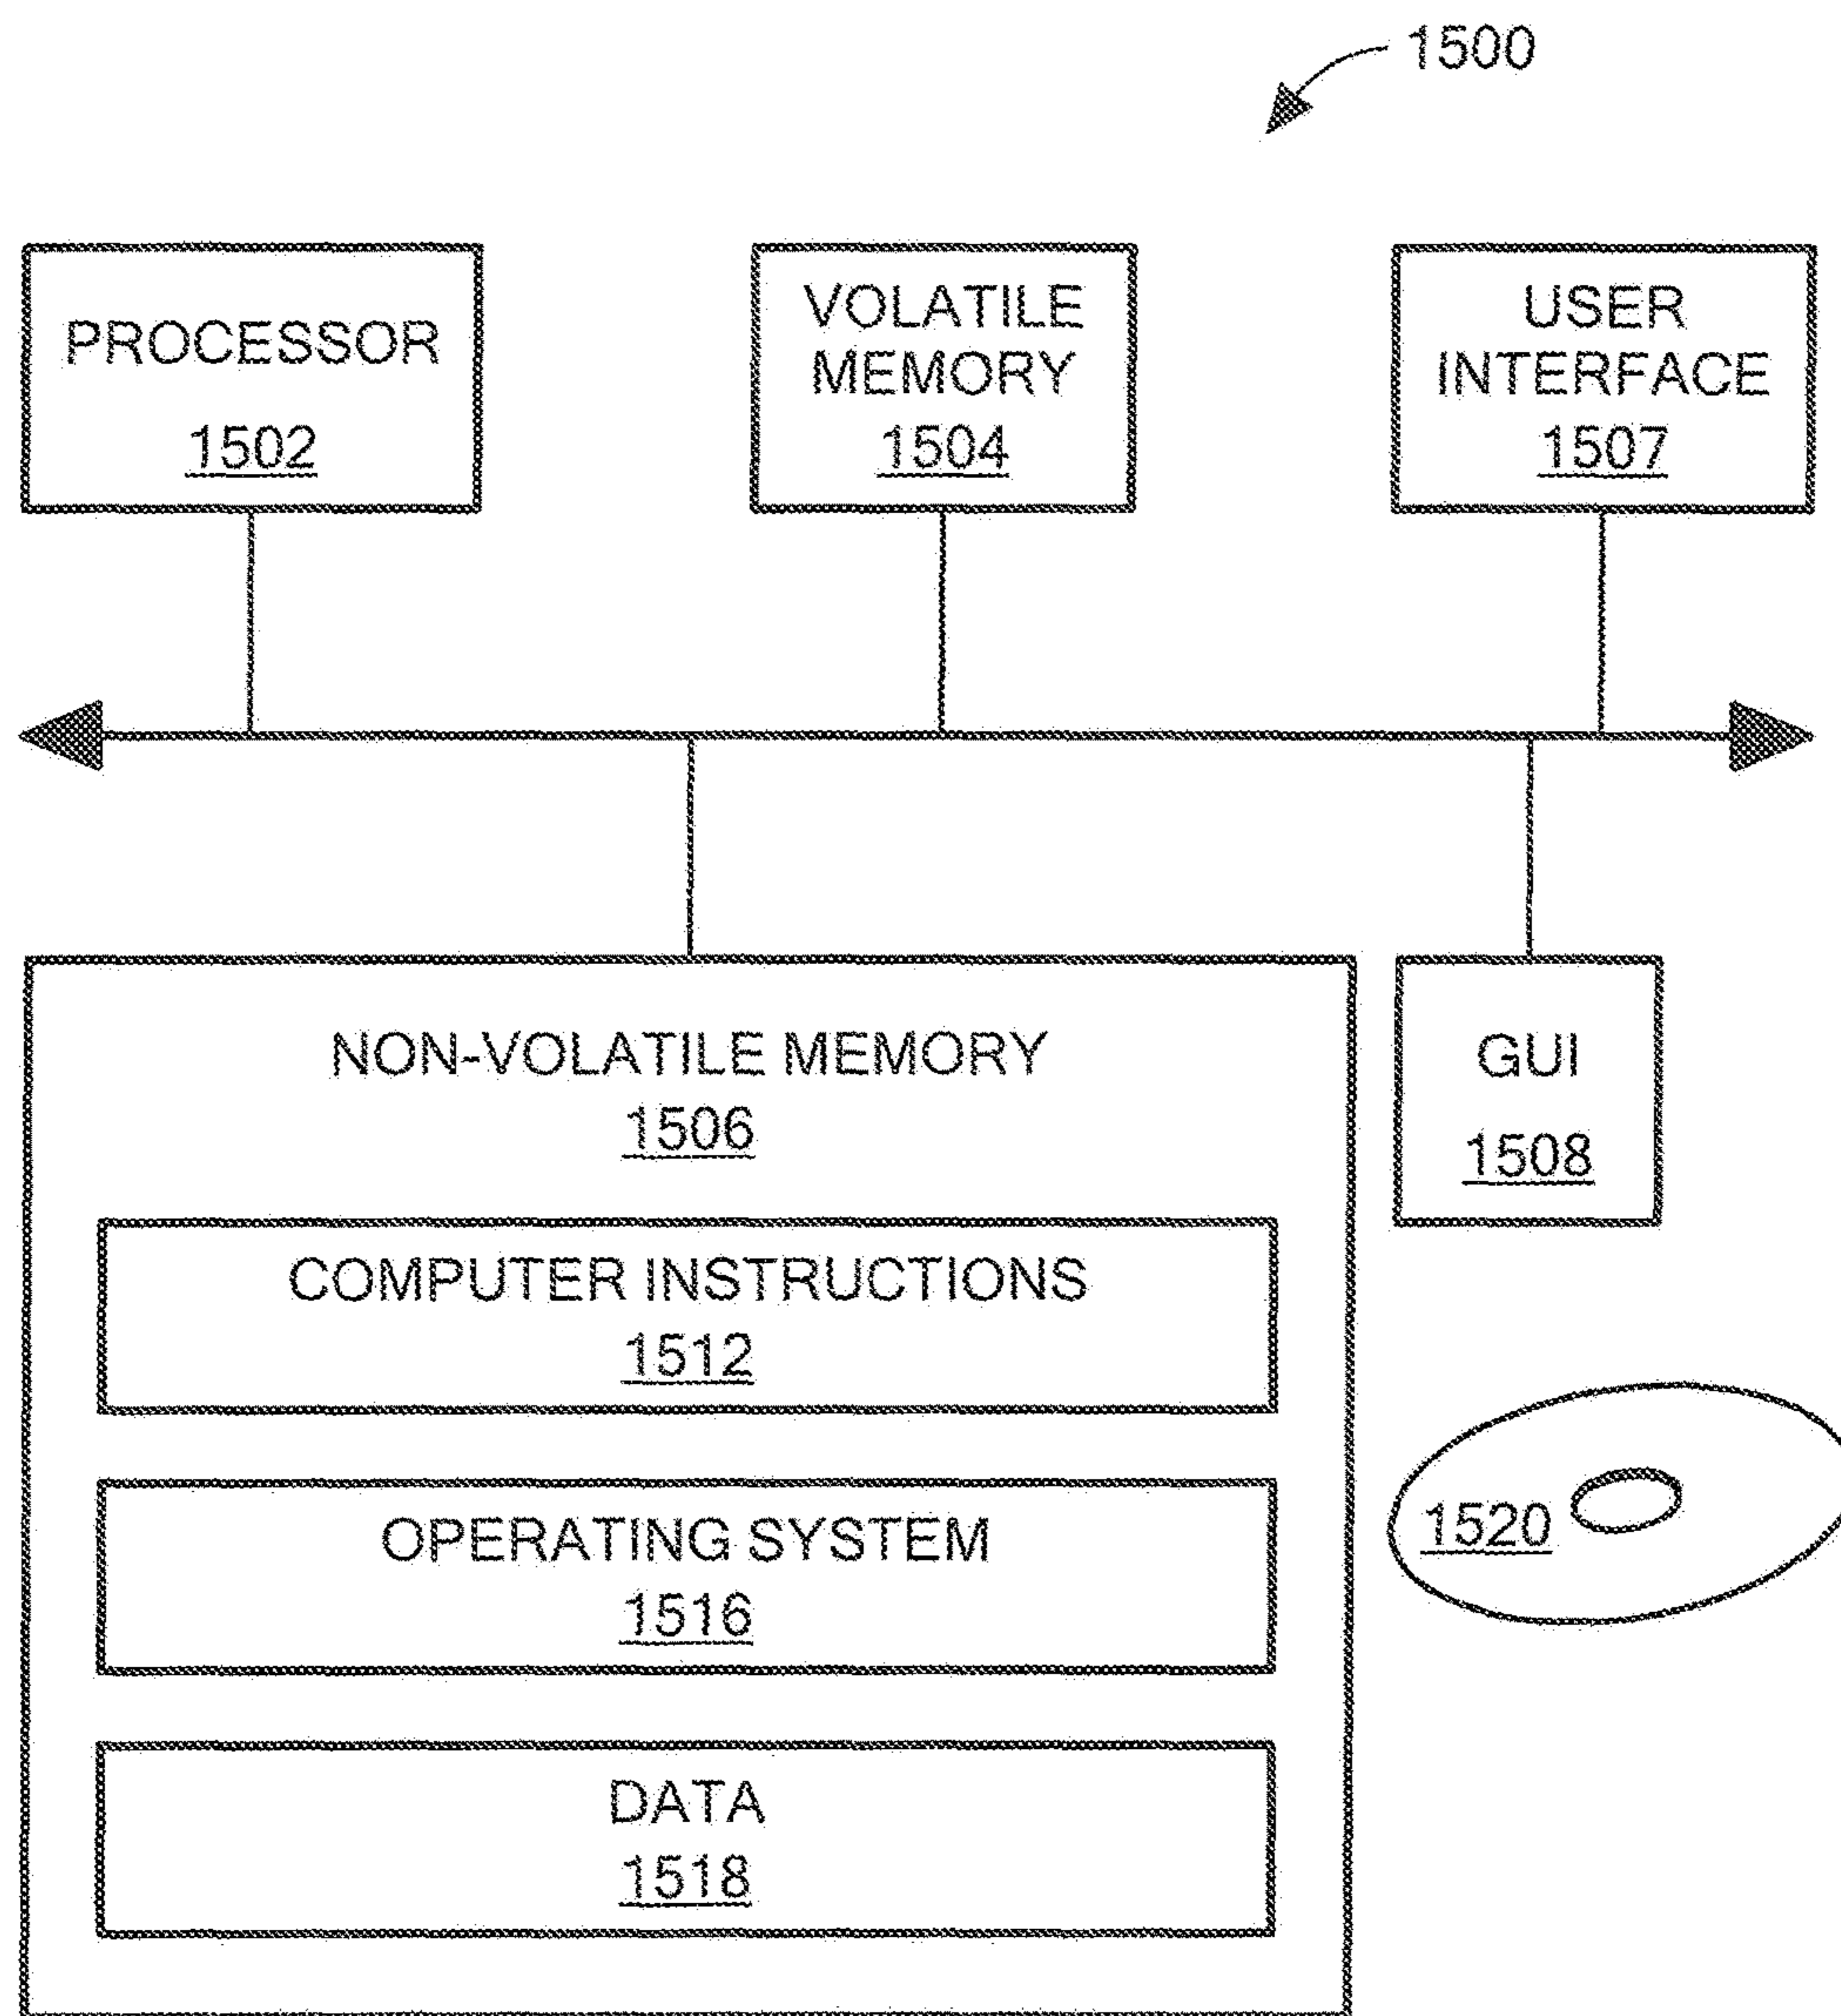 1500
PROCESSOR
1502
VOLATILE
MEMORY
1504
USER
INTERFACE
1507
NON-VOLATILE MEMORY
1506
GUI
1508
COMPUTER INSTRUCTIONS
1512
OPERATING SYSTEM
1516
1520
DATA
1518